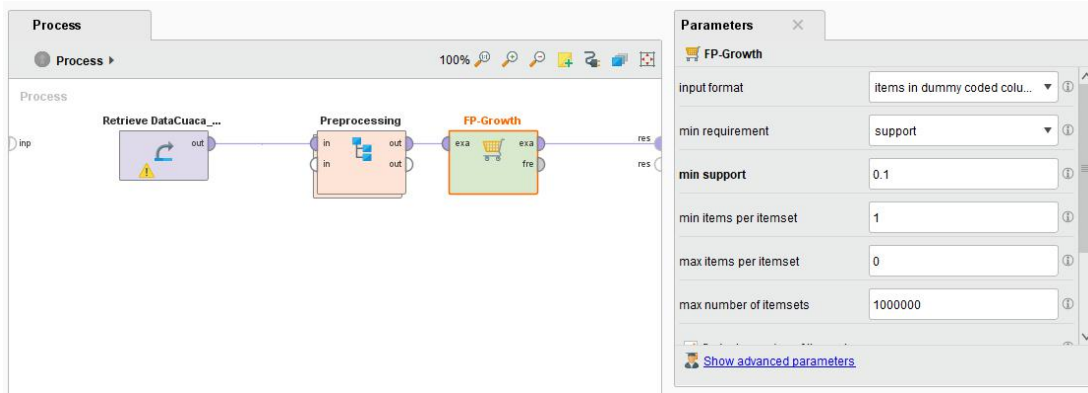 Process
Process
100%
Process
inp
Retrieve DataCuaca_...
out
Preprocessing
in
out
in
out
FP-Growth
exa
exa
fre
res
res
Parameters
FP-Growth
input format
items in dummy coded colu...
min requirement
support
min support
0.1
min items per itemset
1
max items per itemset
0
max number of itemsets
1000000
Show advanced parameters